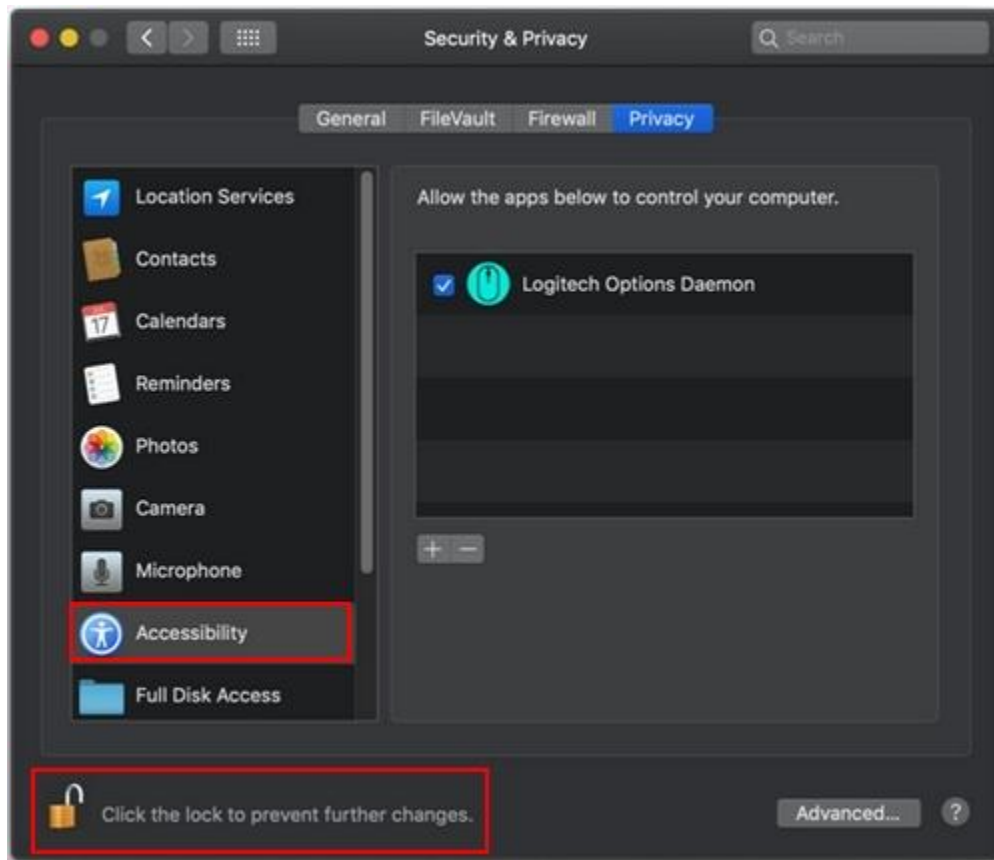 Security & Privacy
Search
General FileVault Firewall Privacy
Location Services
Contacts
17
Calendars
Reminders
Photos
Camera
Microphone
Accessibility
Full Disk Access
Allow the apps below to control your computer.
Logitech Options Daemon
Click the lock to prevent further changes.
Advanced...
?